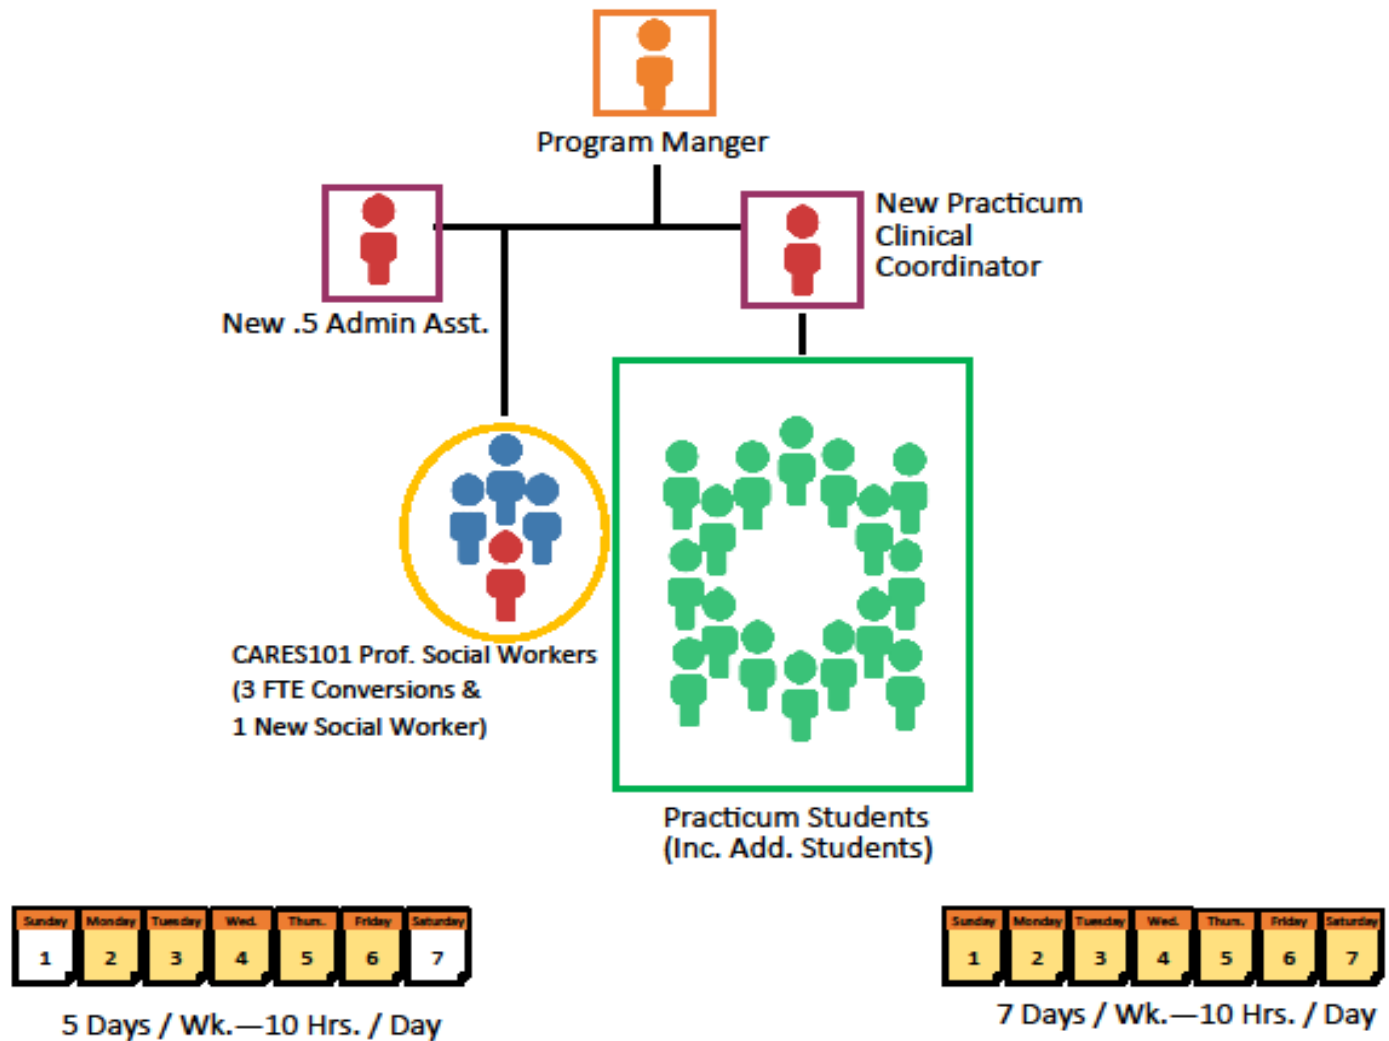 Program Manger
New Practicum
Clinical
Coordinator
New .5 Admin Asst.
CARES101 Prof. Social Workers
(3 FTE Conversions &
1 New Social Worker)
Practicum Students
(Inc. Add. Students)
Sunday Monday Tuesday Wed. Thurs. Friday Saturday
1 2 3 4 5 6 7
5 Days / Wk.—10 Hrs. / Day
Sunday Monday Tuesday Wed. Thurs. Friday Saturday
1 2 3 4 5 6 7
7 Days / Wk.—10 Hrs. / Day